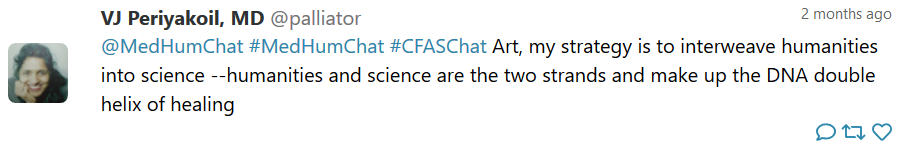 VJ Periyakoil, MD @palliator
2 months ago
@MedHumChat #MedHumChat #CFASChat Art, my strategy is to interweave humanities
into science --humanities and science are the two strands and make up the DNA double
helix of healing